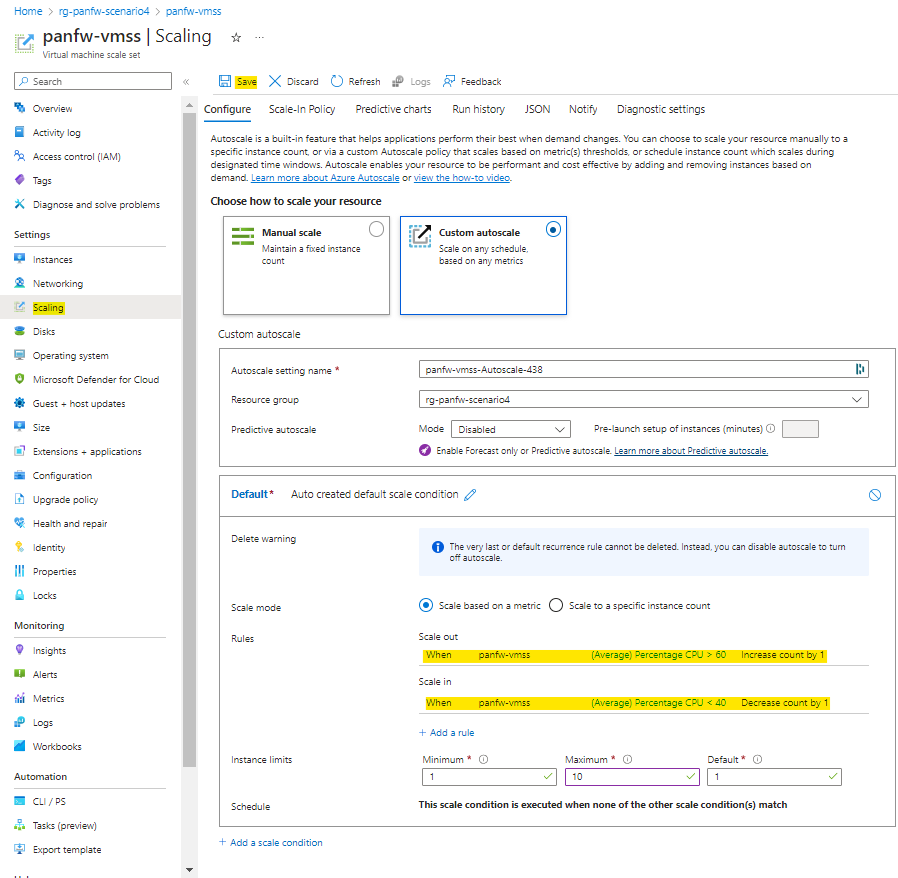 Home > rg-panfw-scenario4 > panfw-vmss
panfw-vmss | Scaling ☆ ...
Virtual machine scale set
Search
«
Overview
Activity log
Access control (IAM)
Tags
Diagnose and solve problems
Settings
Instances
Networking
Scaling
Disks
Operating system
Microsoft Defender for Cloud
Guest + host updates
Size
Extensions + applications
Configuration
Upgrade policy
Health and repair
Identity
Properties
Locks
Monitoring
Insights
Alerts
Metrics
Logs
Workbooks
Automation
CLI / PS
Tasks (preview)
Export template
Save Discard Refresh Logs Feedback
Configure Scale-In Policy Predictive charts Run history JSON Notify Diagnostic settings
Autoscale is a built-in feature that helps applications perform their best when demand changes. You can choose to scale your resource manually to a
specific instance count, or via a custom Autoscale policy that scales based on metric(s) thresholds, or schedule instance count which scales during
designated time windows. Autoscale enables your resource to be performant and cost effective by adding and removing instances based on
demand. Learn more about Azure Autoscale or view the how-to video.
Choose how to scale your resource
Manual scale
Maintain a fixed instance
count
Custom autoscale
Scale on any schedule,
based on any metrics
Custom autoscale
Autoscale setting name * panfw-vmss-Autoscale-438
Resource group rg-panfw-scenario4
Predictive autoscale Mode Disabled Pre-launch setup of instances (minutes)
Enable Forecast only or Predictive autoscale. Learn more about Predictive autoscale.
Default* Auto created default scale condition
Delete warning
The very last or default recurrence rule cannot be deleted. Instead, you can disable autoscale to turn
off autoscale.
Scale mode Scale based on a metric Scale to a specific instance count
Rules
Scale out
When panfw-vmss (Average) Percentage CPU > 60 Increase count by 1
Scale in
When panfw-vmss (Average) Percentage CPU < 40 Decrease count by 1
+ Add a rule
Instance limits Minimum * Maximum * Default *
1 10 1
Schedule This scale condition is executed when none of the other scale condition(s) match
+ Add a scale condition